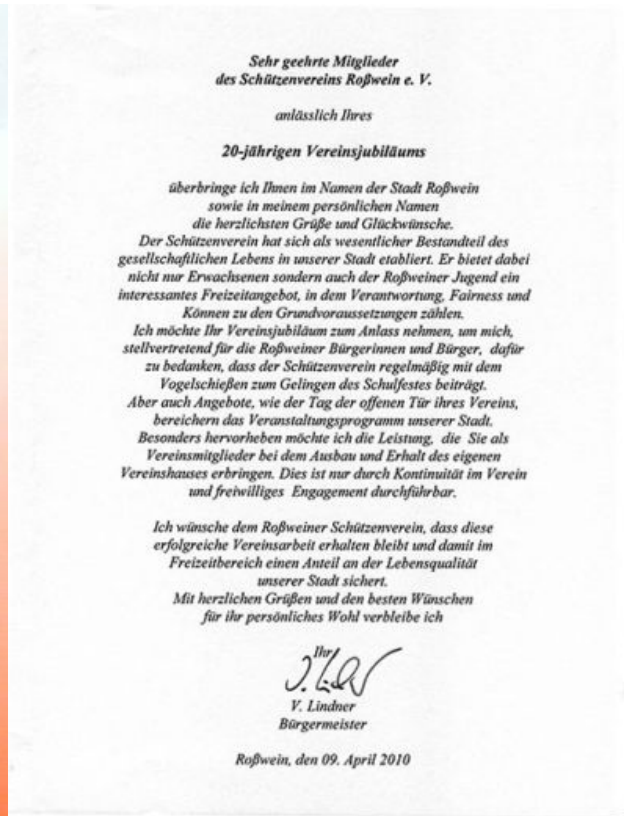 Sehr geehrte Mitglieder
des Schützenvereins Roßwein e. V.
anlässlich Ihres
20-jährigen Vereinsjubiläums
überbringe ich Ihnen im Namen der Stadt Roßwein
sowie in meinem persönlichen Namen
die herzlichsten Grüße und Glückwünsche.
Der Schützenverein hat sich als wesentlicher Bestandteil des
gesellschaftlichen Lebens in unserer Stadt etabliert. Er bietet dabei
nicht nur Erwachsenen sondern auch der Roßweiner Jugend ein
interessantes Freizeitangebot, in dem Verantwortung, Fairness und
Können zu den Grundvoraussetzungen zählen.
Ich möchte Ihr Vereinsjubiläum zum Anlass nehmen, um mich,
stellvertretend für die Roßweiner Bürgerinnen und Bürger, dafür
zu bedanken, dass der Schützenverein regelmäßig mit dem
Vogelschießen zum Gelingen des Schulfestes beiträgt.
Aber auch Angebote, wie der Tag der offenen Tür ihres Vereins,
bereichern das Veranstaltungsprogramm unserer Stadt.
Besonders hervorheben möchte ich die Leistung, die Sie als
Vereinsmitglieder bei dem Ausbau und Erhalt des eigenen
Vereinshauses erbringen. Dies ist nur durch Kontinuität im Verein
und freiwilliges Engagement durchführbar.
Ich wünsche dem Roßweiner Schützenverein, dass diese
erfolgreiche Vereinsarbeit erhalten bleibt und damit im
Freizeitbereich einen Anteil an der Lebensqualität
unserer Stadt sichert.
Mit herzlichen Grüßen und den besten Wünschen
für ihr persönliches Wohl verbleibe ich
Ihr
V. Lindner
Bürgermeister
Roßwein, den 09. April 2010